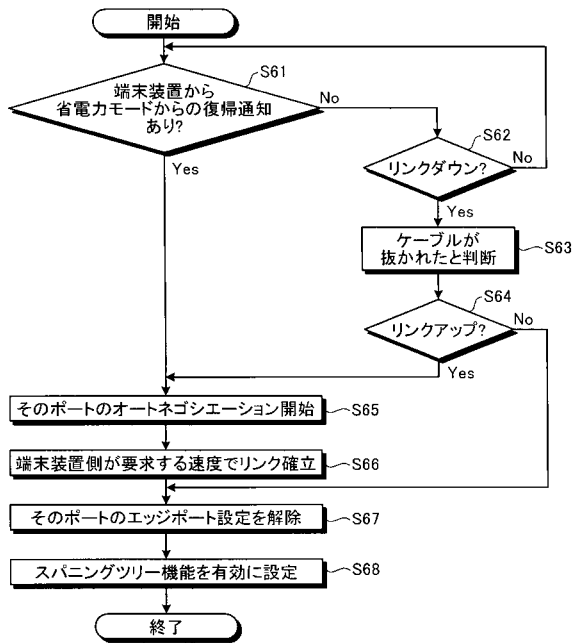 開始
S61
端末装置から
省電力モードからの復帰通知
あり?
No
Yes
S62
リンクダウン?
No
Yes
ケーブルが
抜かれたと判断
S63
S64
リンクアップ?
No
Yes
そのポートのオートネゴシエーション開始
S65
端末装置側が要求する速度でリンク確立
S66
そのポートのエッジポート設定を解除
S67
スパニングツリー機能を有効に設定
S68
終了